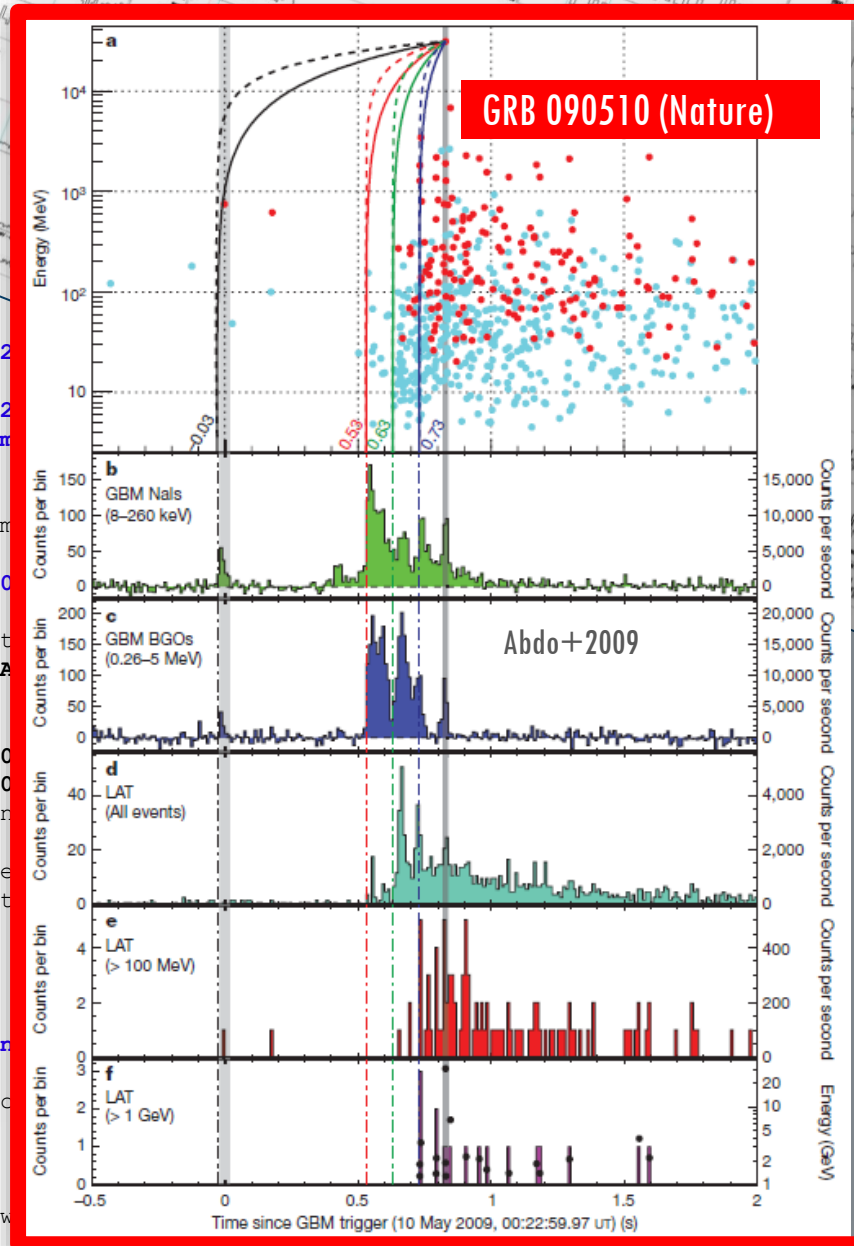 a
GRB 090510 (Nature)
10⁴
10³
10²
10
Energy (MeV)
−0.03
0.53
0.63
0.73
b
GBM NaIs
(8–260 keV)
Counts per bin
150
100
50
0
15,000
10,000
5,000
0
Counts per second
c
GBM BGOs
(0.26–5 MeV)
Abdo+2009
Counts per bin
200
150
100
50
0
20,000
15,000
10,000
5,000
0
Counts per second
d
LAT
(All events)
Counts per bin
40
20
0
4,000
2,000
0
Counts per second
e
LAT
(> 100 MeV)
Counts per bin
4
2
0
400
200
0
Counts per second
f
LAT
(> 1 GeV)
Counts per bin
3
2
1
0
20
10
5
2
1
Energy (GeV)
−0.5 0 0.5 1 1.5 2
Time since GBM trigger (10 May 2009, 00:22:59.97 UT) (s)